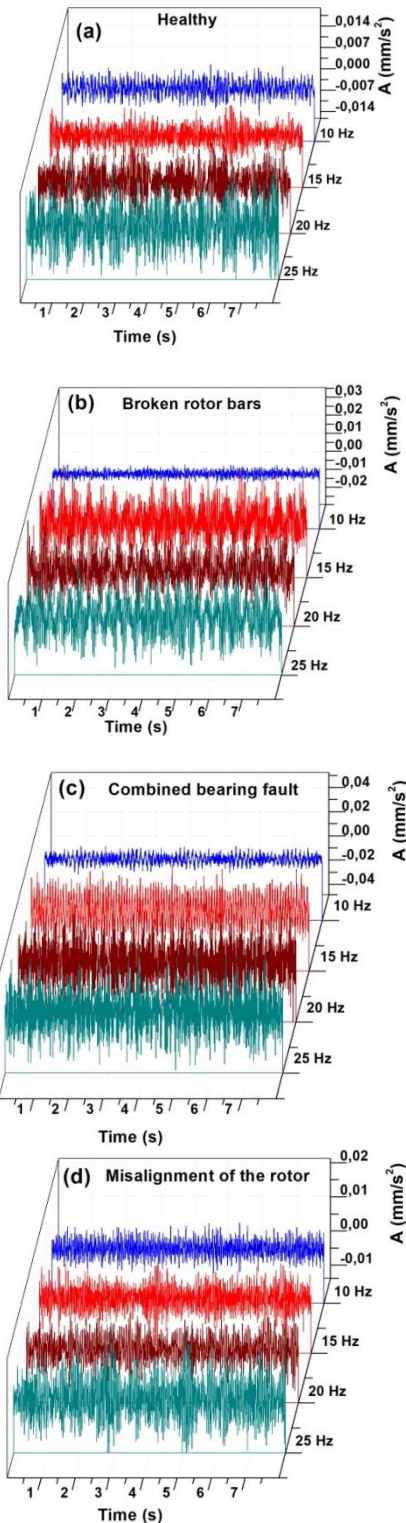 (a)
Healthy
0,014
0,007
0,000
-0,007
-0,014
A (mm/s²)
10 Hz
15 Hz
20 Hz
25 Hz
1 2 3 4 5 6 7
Time (s)
(b)
Broken rotor bars
0,03
0,02
0,01
0,00
-0,01
-0,02
A (mm/s²)
10 Hz
15 Hz
20 Hz
25 Hz
1 2 3 4 5 6 7
Time (s)
(c)
Combined bearing fault
0,04
0,02
0,00
-0,02
-0,04
A (mm/s²)
10 Hz
15 Hz
20 Hz
25 Hz
1 2 3 4 5 6 7
Time (s)
(d)
Misalignment of the rotor
0,02
0,01
0,00
-0,01
A (mm/s²)
10 Hz
15 Hz
20 Hz
25 Hz
1 2 3 4 5 6 7
Time (s)